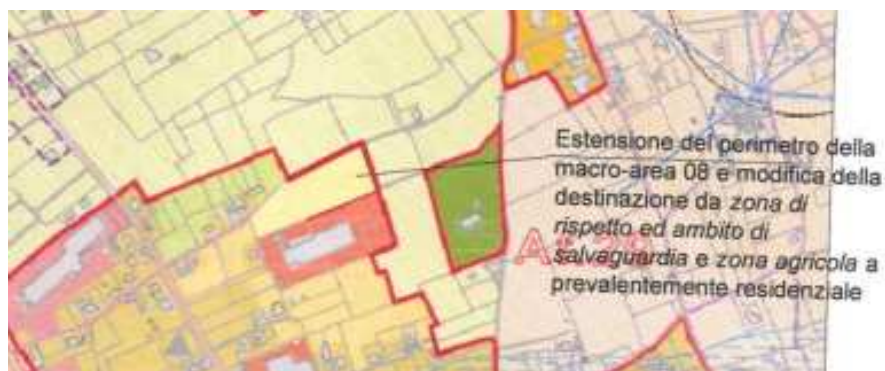 Estensione del perimetro della
macro-area 08 e modifica della
destinazione da zona di
rispetto ed ambito di
salvaguardia e zona agricola a
prevalentemente residenziale